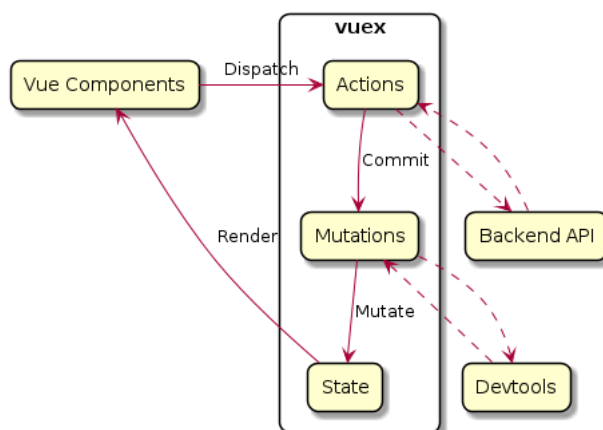 vuex
Vue Components
Dispatch
Actions
Commit
Render
Mutations
Backend API
Mutate
State
Devtools